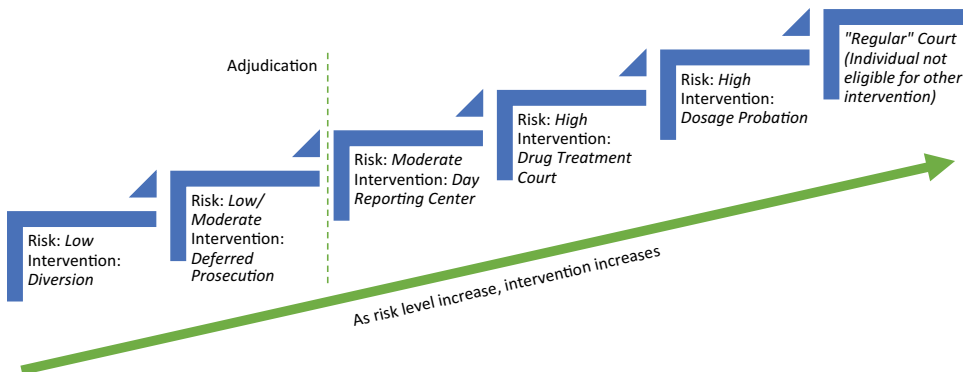 Adjudication
Risk: Low
Intervention:
Diversion
Risk: Low/
Moderate
Intervention:
Deferred
Prosecution
Risk: Moderate
Intervention: Day
Reporting Center
Risk: High
Intervention:
Drug Treatment
Court
Risk: High
Intervention:
Dosage Probation
"Regular" Court
(Individual not
eligible for other
intervention)
As risk level increase, intervention increases